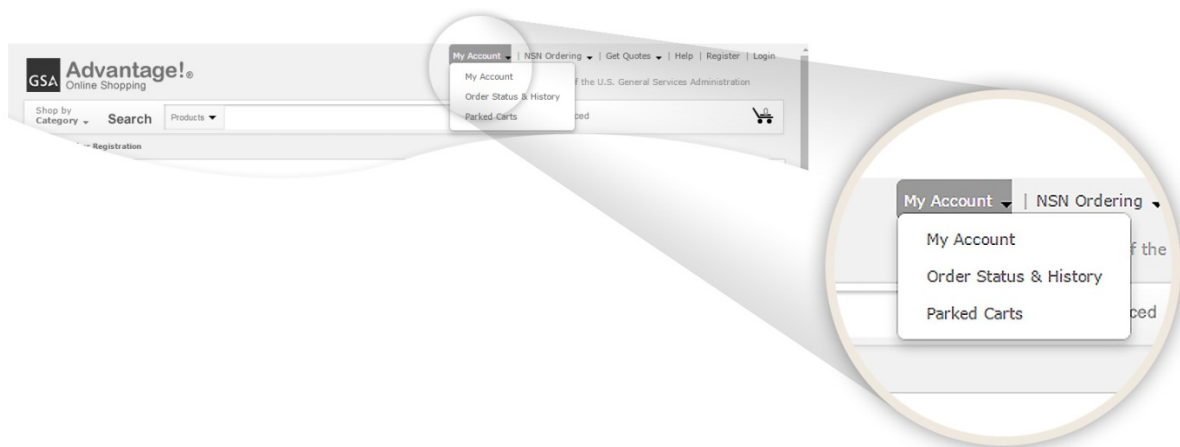 My Account | NSN Ordering | Get Quotes | Help | Register | Login
GSA Advantage!®
Online Shopping
My Account
f the U.S. General Services Administration
Order Status & History
Shop by
Category
Search
Products
Parked Carts
ced
0
Registration
My Account | NSN Ordering
My Account
f the
Order Status & History
Parked Carts
ced